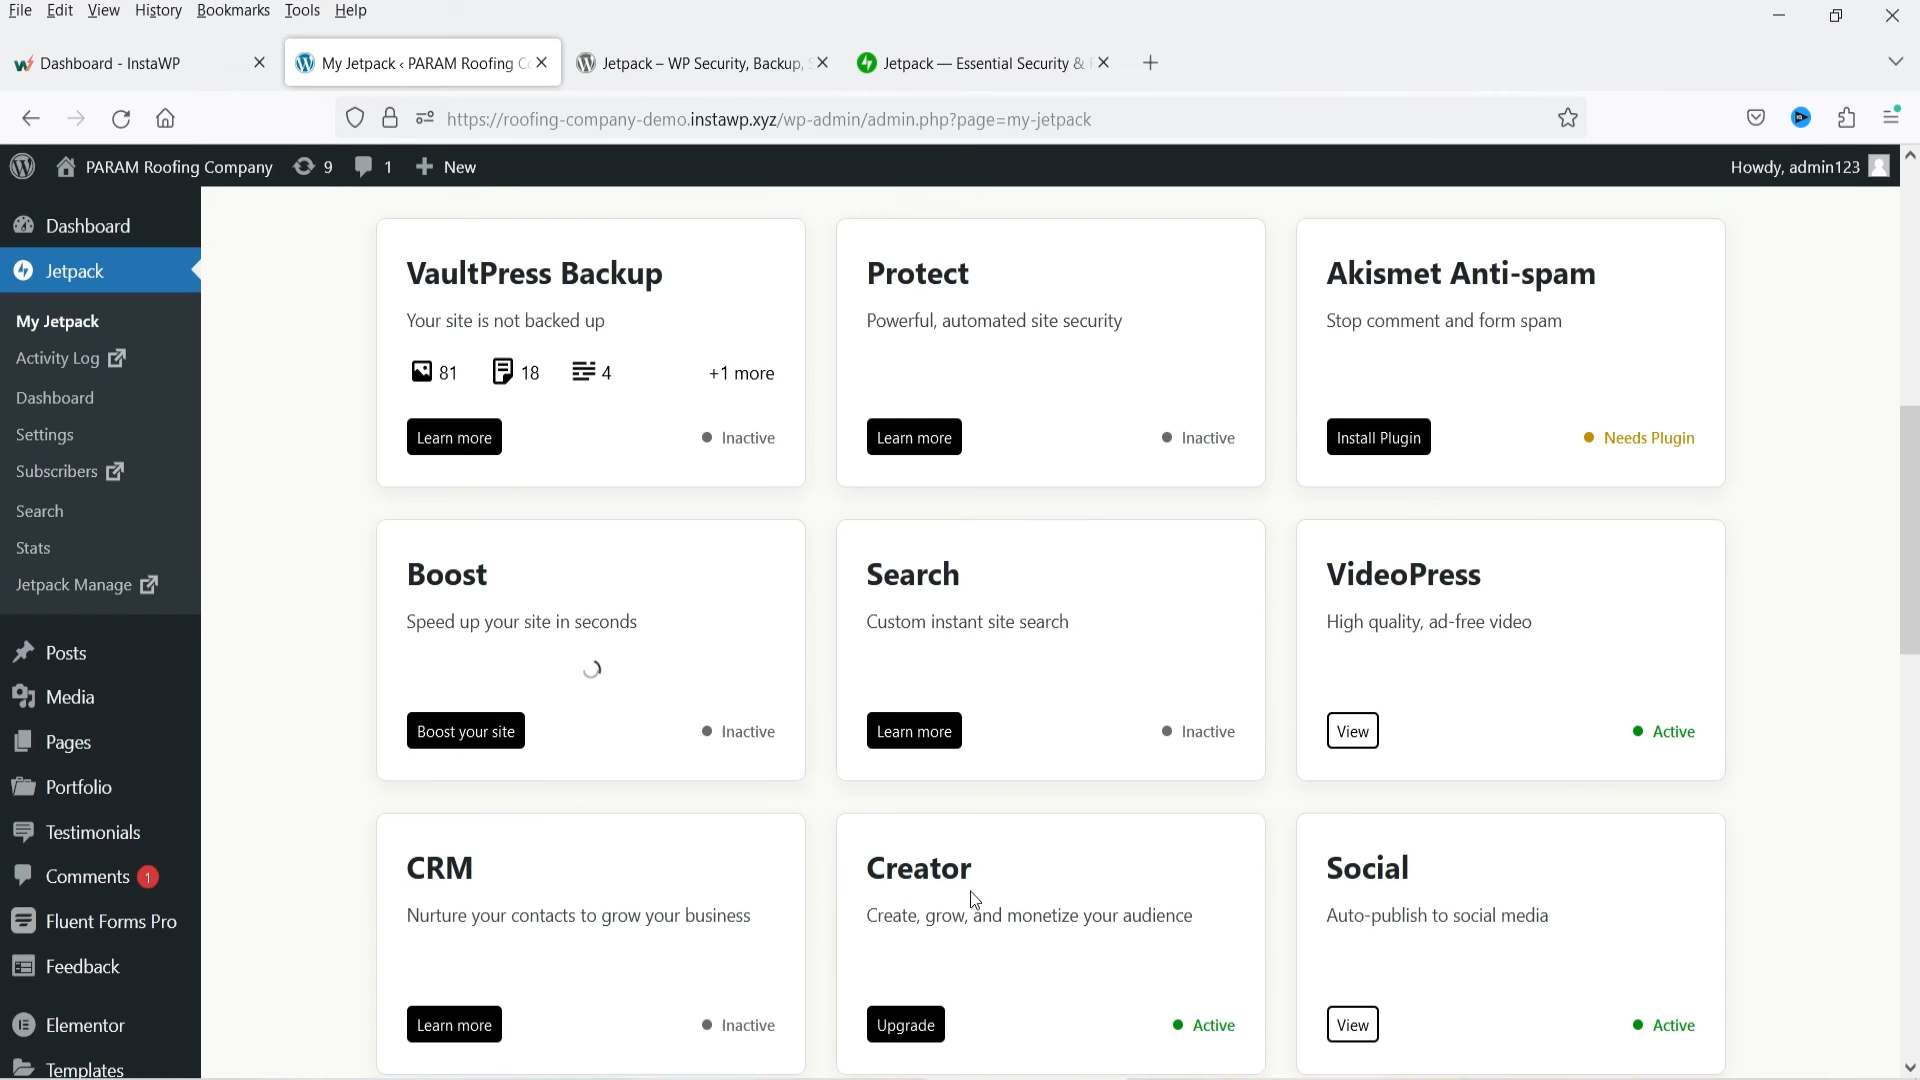 File Edit View History Bookmarks Tools Help
Dashboard - InstaWP
My Jetpack ‹ PARAM Roofing C
Jetpack – WP Security, Backup,
Jetpack — Essential Security &
https://roofing-company-demo.instawp.xyz/wp-admin/admin.php?page=my-jetpack
PARAM Roofing Company 9 1 New Howdy, admin123
Dashboard
Jetpack
My Jetpack
Activity Log
Dashboard
Settings
Subscribers
Search
Stats
Jetpack Manage
Posts
Media
Pages
Portfolio
Testimonials
Comments 1
Fluent Forms Pro
Feedback
Elementor
Templates
VaultPress Backup
Your site is not backed up
81 18 4 +1 more
Learn more Inactive
Protect
Powerful, automated site security
Learn more Inactive
Akismet Anti-spam
Stop comment and form spam
Install Plugin Needs Plugin
Boost
Speed up your site in seconds
Boost your site Inactive
Search
Custom instant site search
Learn more Inactive
VideoPress
High quality, ad-free video
View Active
CRM
Nurture your contacts to grow your business
Learn more Inactive
Creator
Create, grow, and monetize your audience
Upgrade Active
Social
Auto-publish to social media
View Active